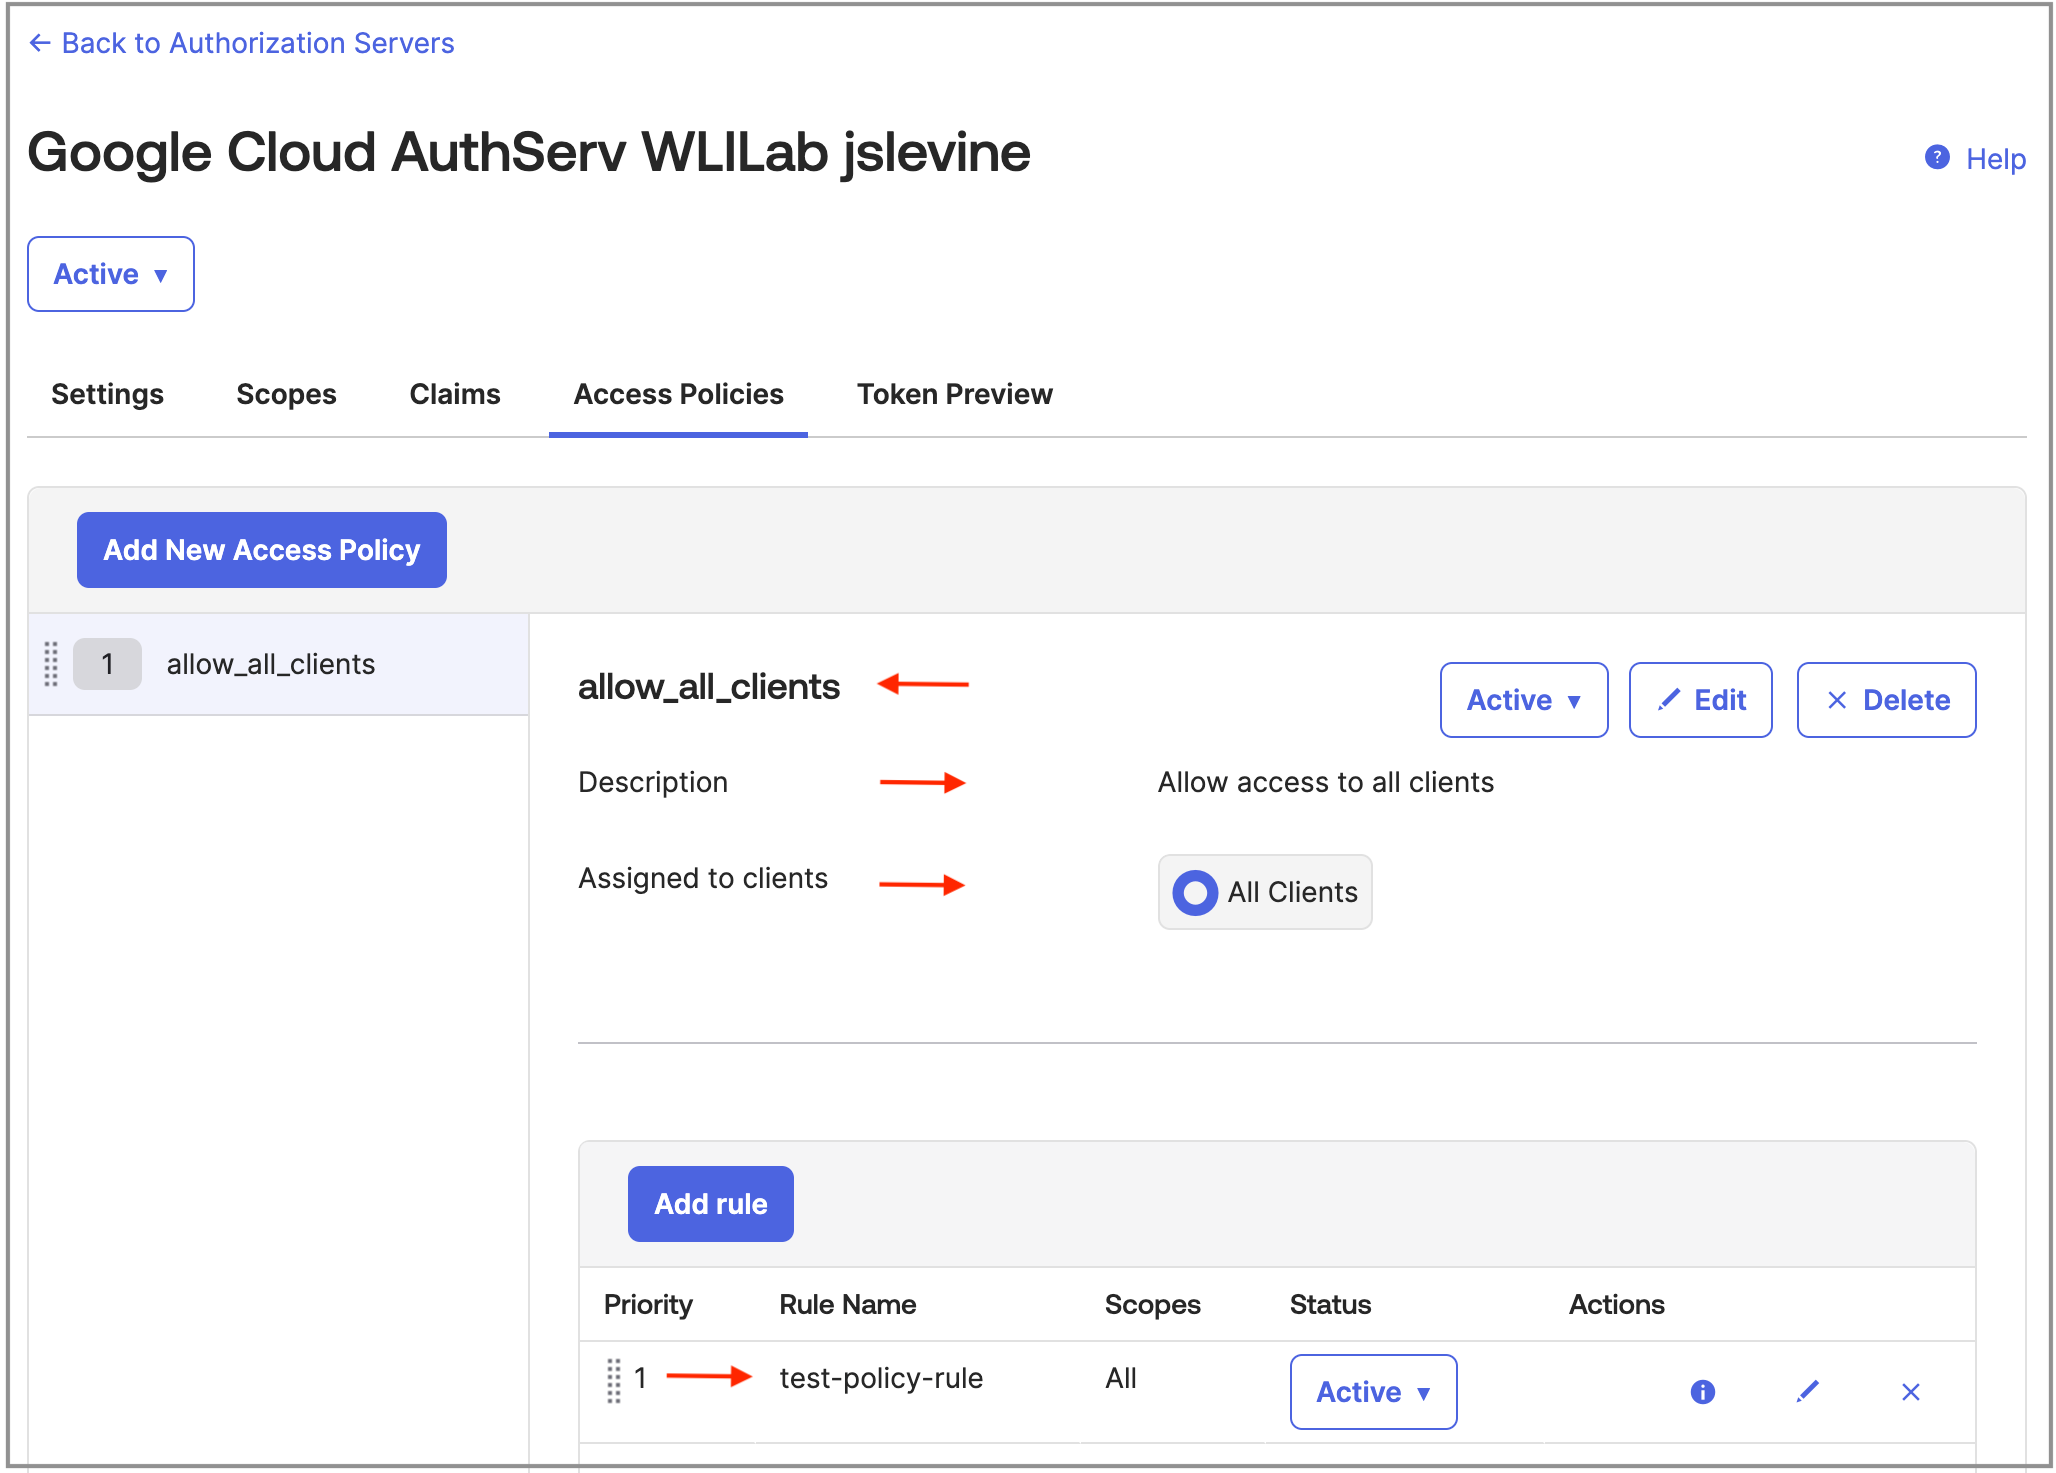 ← Back to Authorization Servers
Google Cloud AuthServ WLILab jslevine
? Help
Active ▼
Settings Scopes Claims Access Policies Token Preview
Add New Access Policy
1 allow_all_clients
allow_all_clients
Active ▼ Edit × Delete
Description Allow access to all clients
Assigned to clients All Clients
Add rule
Priority Rule Name Scopes Status Actions
1 test-policy-rule All Active ▼